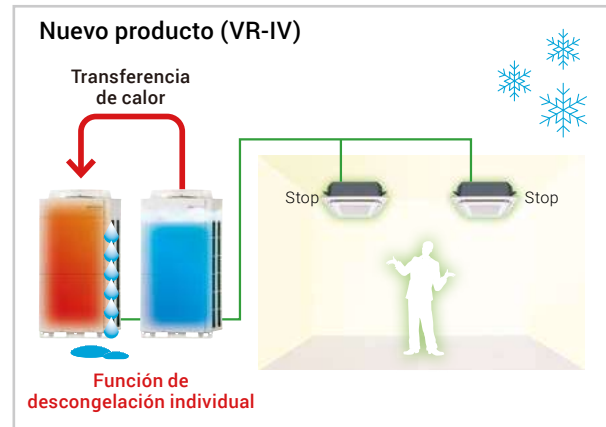 Nuevo producto (VR-IV)
Transferencia
de calor
Stop
Stop
Función de
descongelación individual